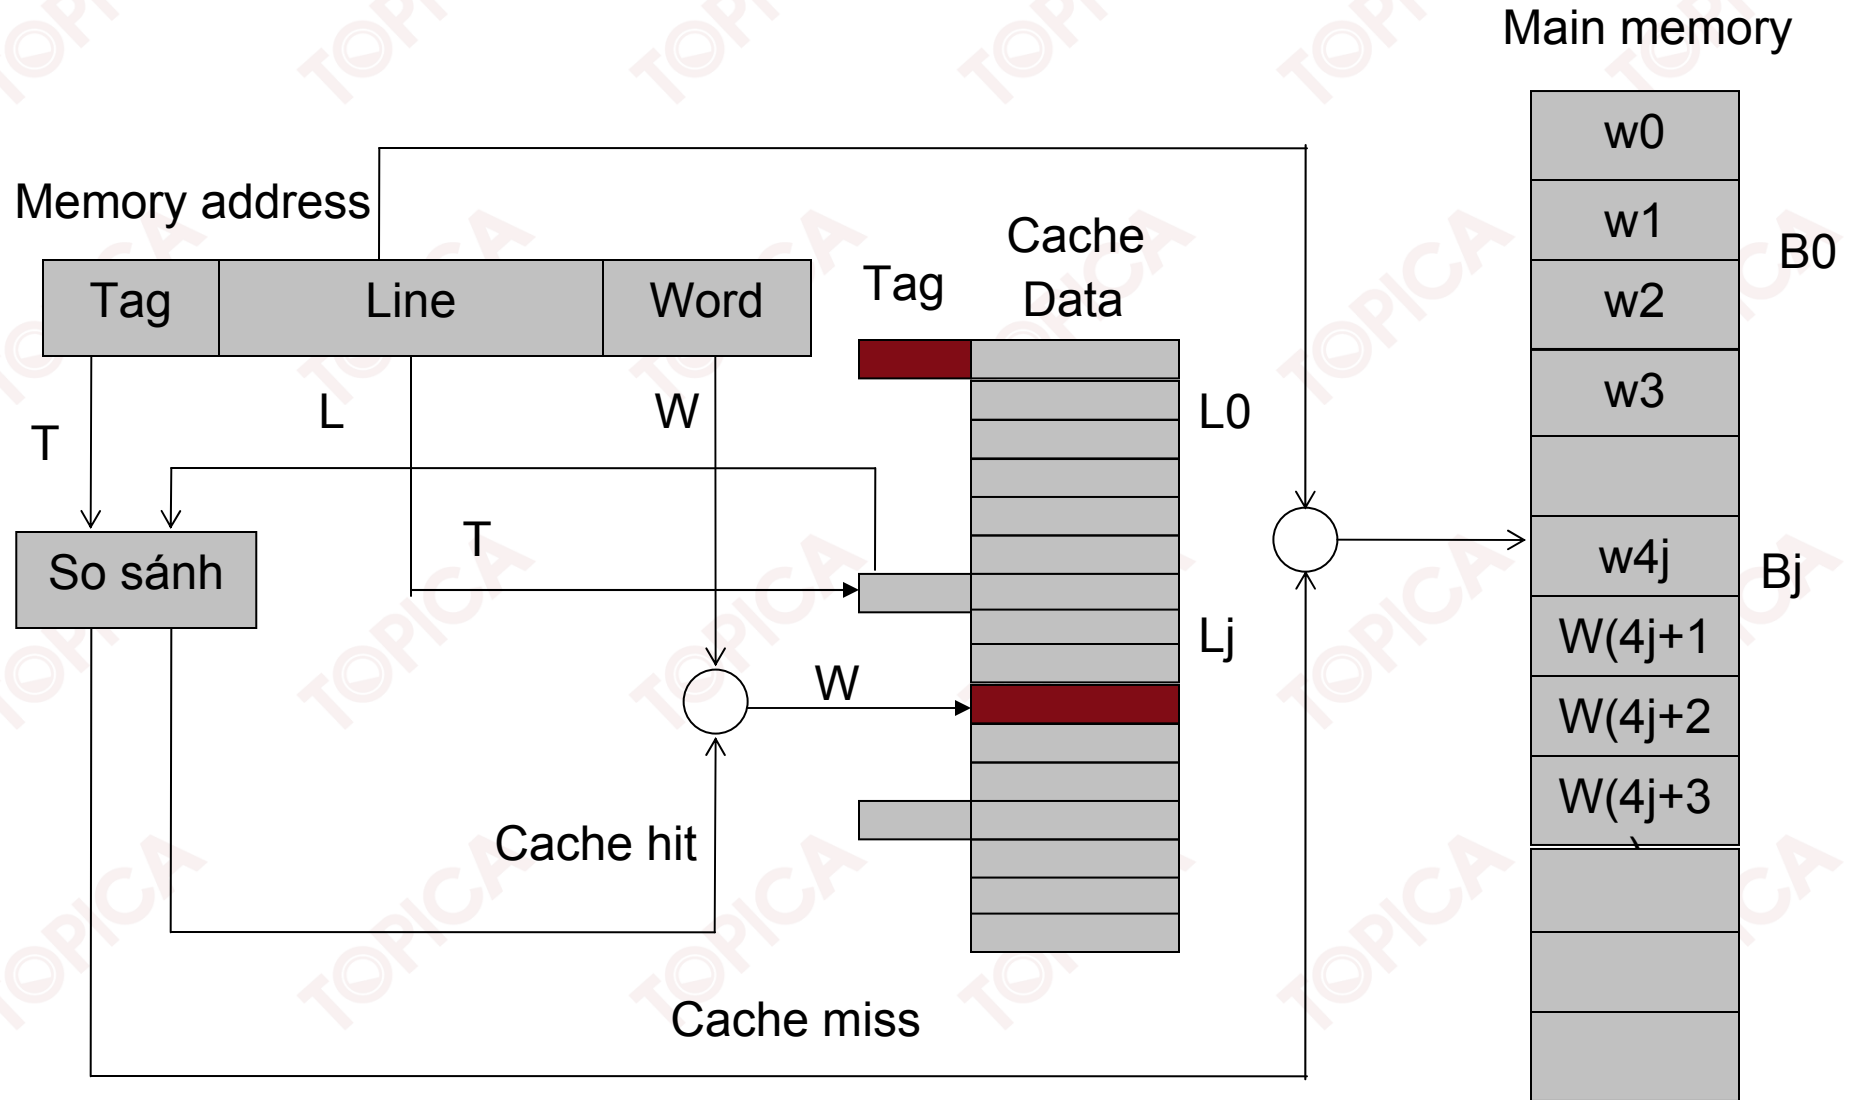 Main memory
w0
Memory address
w1
Cache
Data
B0
Tag
Tag
Line
Word
w2
w3
L
W
L0
T
T
So sánh
w4j
Bj
W(4j+1
Lj
W
W(4j+2
W(4j+3
)
Cache hit
Cache miss
TOPICA